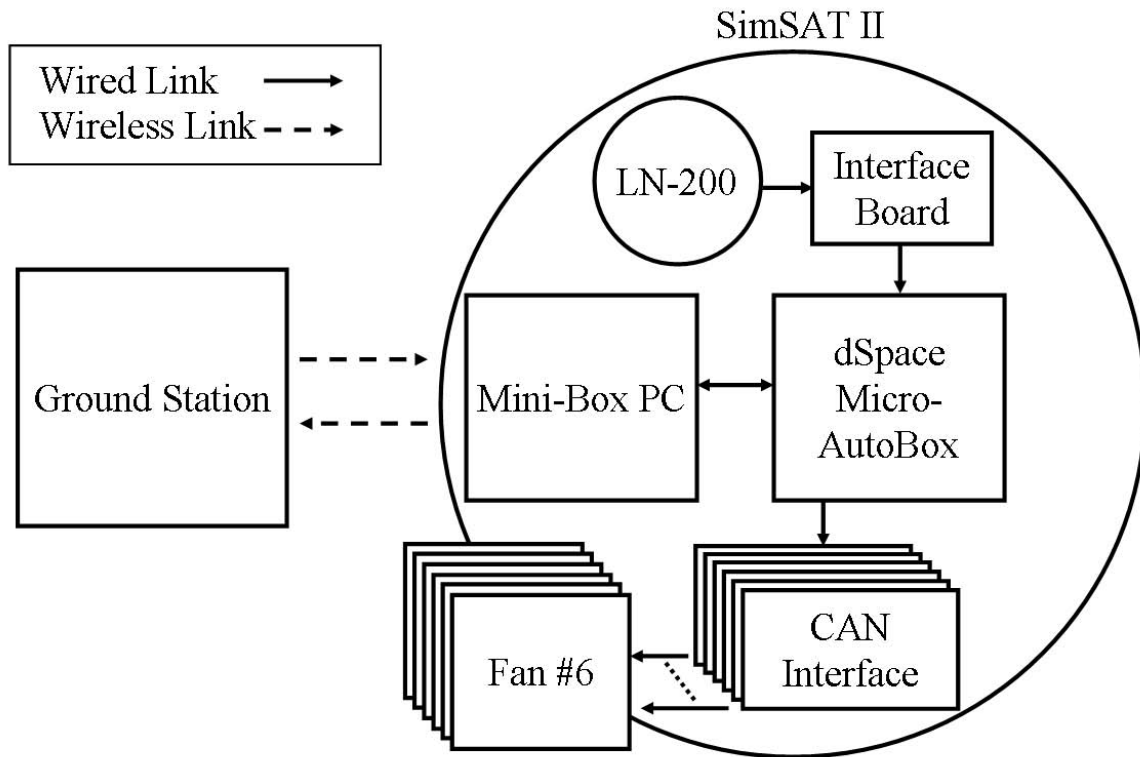 SimSAT II
Wired Link
Wireless Link
LN-200
Interface
Board
Ground Station
Mini-Box PC
dSpace
Micro-
AutoBox
Fan #6
CAN
Interface